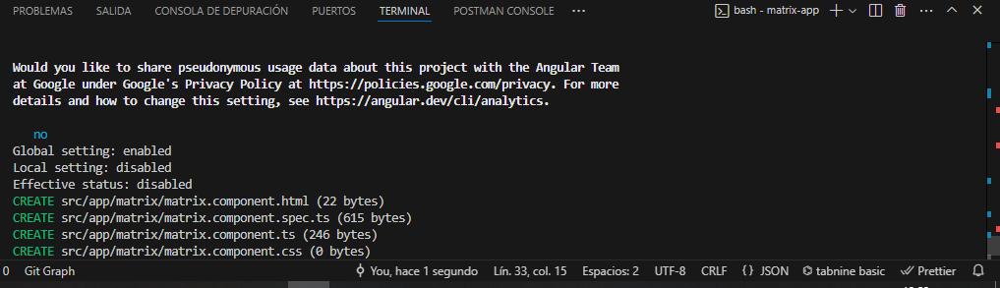 PROBLEMAS SALIDA CONSOLA DE DEPURACIÓN PUERTOS TERMINAL POSTMAN CONSOLE ··· bash - matrix-app ···
Would you like to share pseudonymous usage data about this project with the Angular Team
at Google under Google's Privacy Policy at https://policies.google.com/privacy. For more
details and how to change this setting, see https://angular.dev/cli/analytics.
no
Global setting: enabled
Local setting: disabled
Effective status: disabled
CREATE src/app/matrix/matrix.component.html (22 bytes)
CREATE src/app/matrix/matrix.component.spec.ts (615 bytes)
CREATE src/app/matrix/matrix.component.ts (246 bytes)
CREATE src/app/matrix/matrix.component.css (0 bytes)
0 Git Graph You, hace 1 segundo Lín. 33, col. 15 Espacios: 2 UTF-8 CRLF {} JSON tabnine basic Prettier